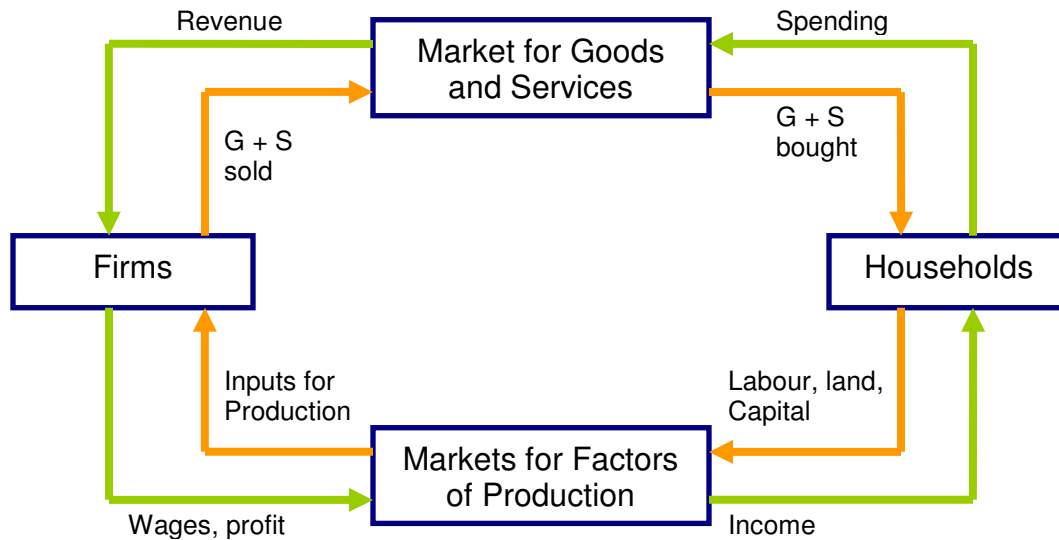 Revenue
Market for Goods
and Services
Spending
G + S
sold
G + S
bought
Firms
Households
Inputs for
Production
Labour, land,
Capital
Markets for Factors
of Production
Wages, profit
Income